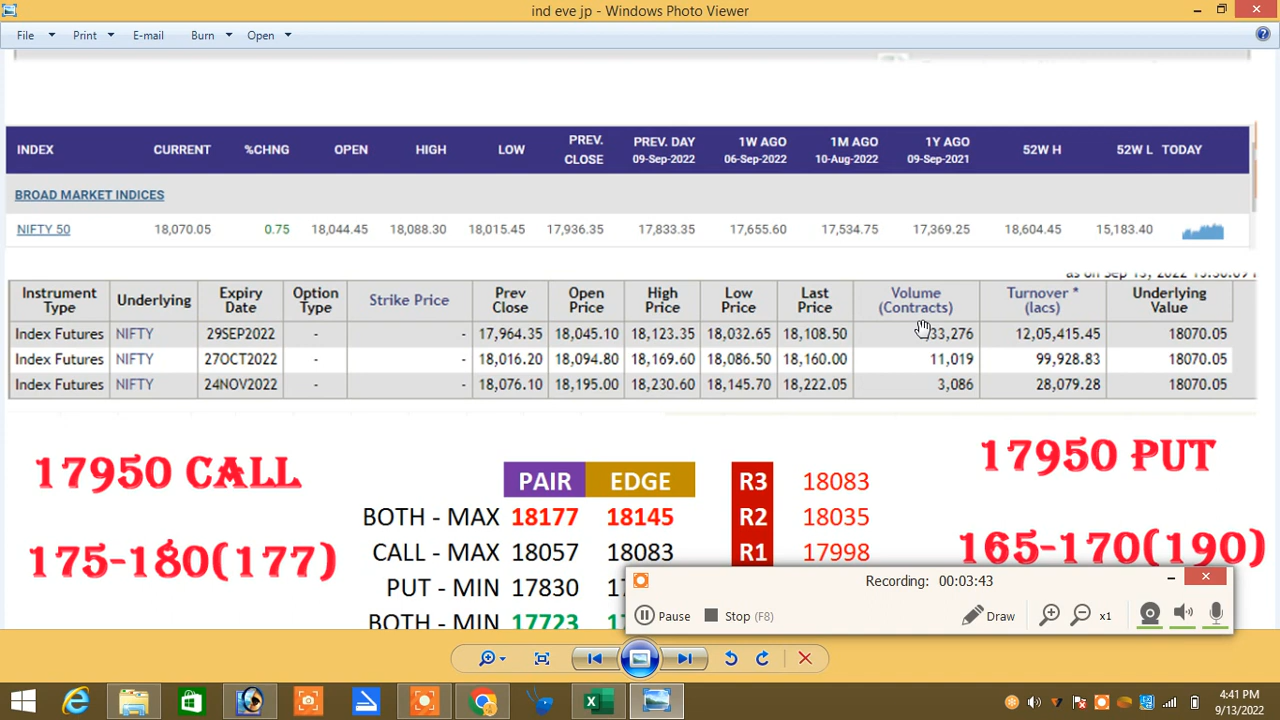 ind eve jp - Windows Photo Viewer
File Print E-mail Burn Open
INDEX CURRENT %CHNG OPEN HIGH LOW PREV. CLOSE PREV. DAY 09-Sep-2022 1W AGO 06-Sep-2022 1M AGO 10-Aug-2022 1Y AGO 09-Sep-2021 52W H 52W L TODAY
BROAD MARKET INDICES
NIFTY 50 18,070.05 0.75 18,044.45 18,088.30 18,015.45 17,936.35 17,833.35 17,655.60 17,534.75 17,369.25 18,604.45 15,183.40
Instrument Type Underlying Expiry Date Option Type Strike Price Prev Close Open Price High Price Low Price Last Price Volume (Contracts) Turnover * (lacs) Underlying Value
Index Futures NIFTY 29SEP2022 - - 17,964.35 18,045.10 18,123.35 18,032.65 18,108.50 33,276 12,05,415.45 18070.05
Index Futures NIFTY 27OCT2022 - - 18,016.20 18,094.80 18,169.60 18,086.50 18,160.00 11,019 99,928.83 18070.05
Index Futures NIFTY 24NOV2022 - - 18,076.10 18,195.00 18,230.60 18,145.70 18,222.05 3,086 28,079.28 18070.05
17950 CALL
175-180(177)
PAIR EDGE
BOTH - MAX 18177 18145
CALL - MAX 18057 18083
PUT - MIN 17830
BOTH - MIN 17723
R3 18083
R2 18035
R1 17998
17950 PUT
165-170(190)
Recording: 00:03:43
Pause Stop (F8) Draw x1
4:41 PM
9/13/2022